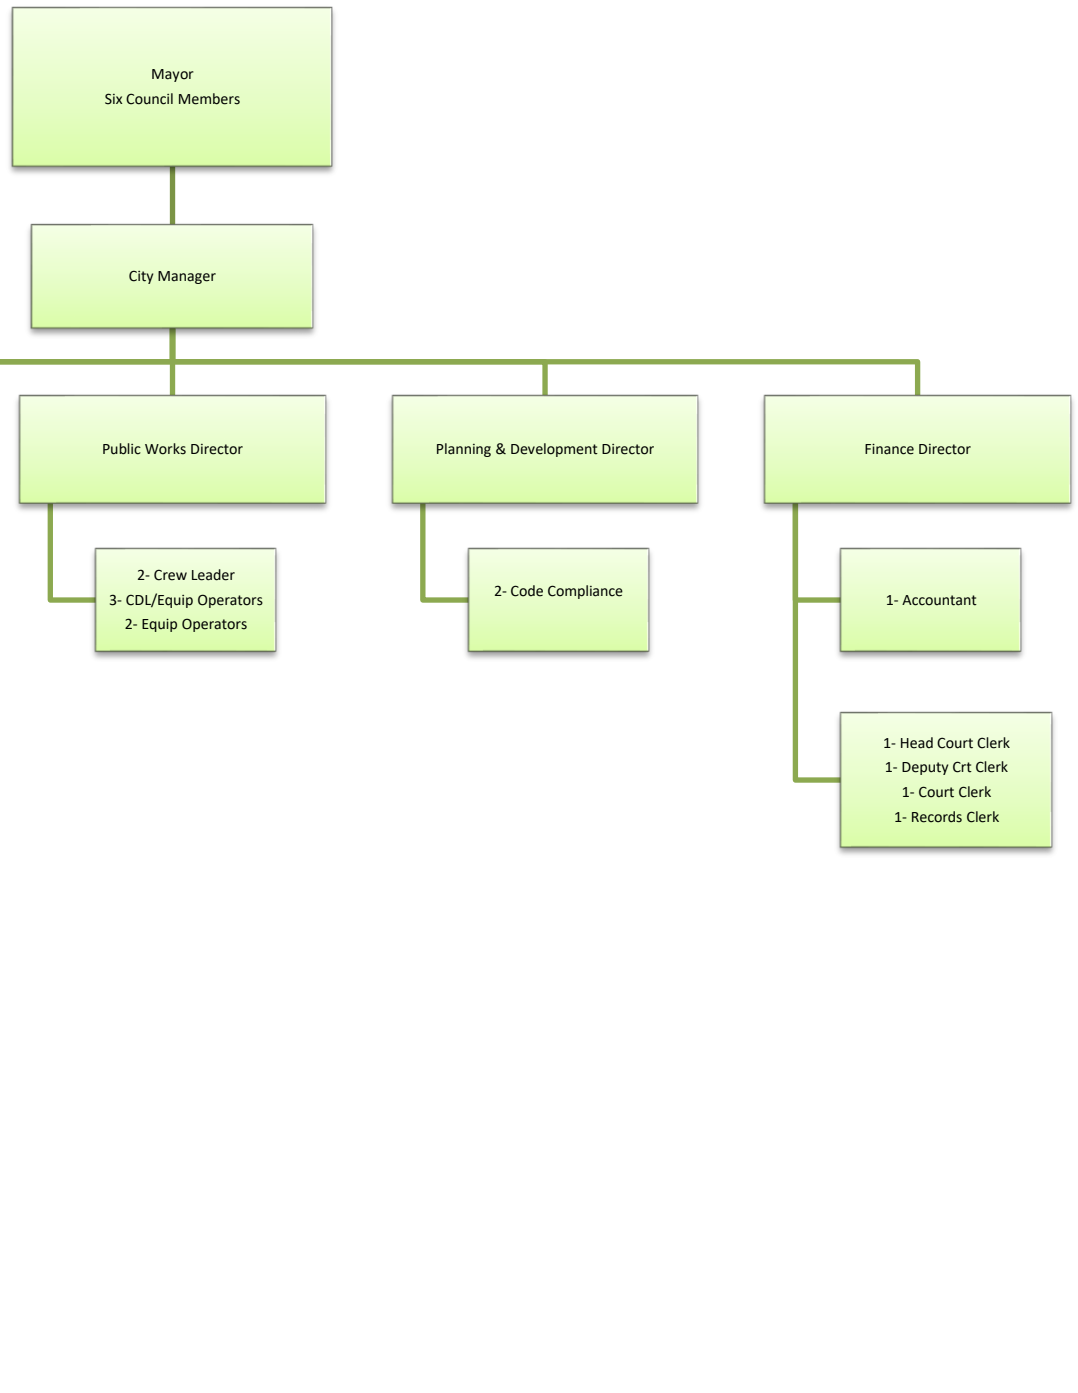 Mayor
Six Council Members
City Manager
Public Works Director
Planning & Development Director
Finance Director
2- Crew Leader
3- CDL/Equip Operators
2- Equip Operators
2- Code Compliance
1- Accountant
1- Head Court Clerk
1- Deputy Crt Clerk
1- Court Clerk
1- Records Clerk